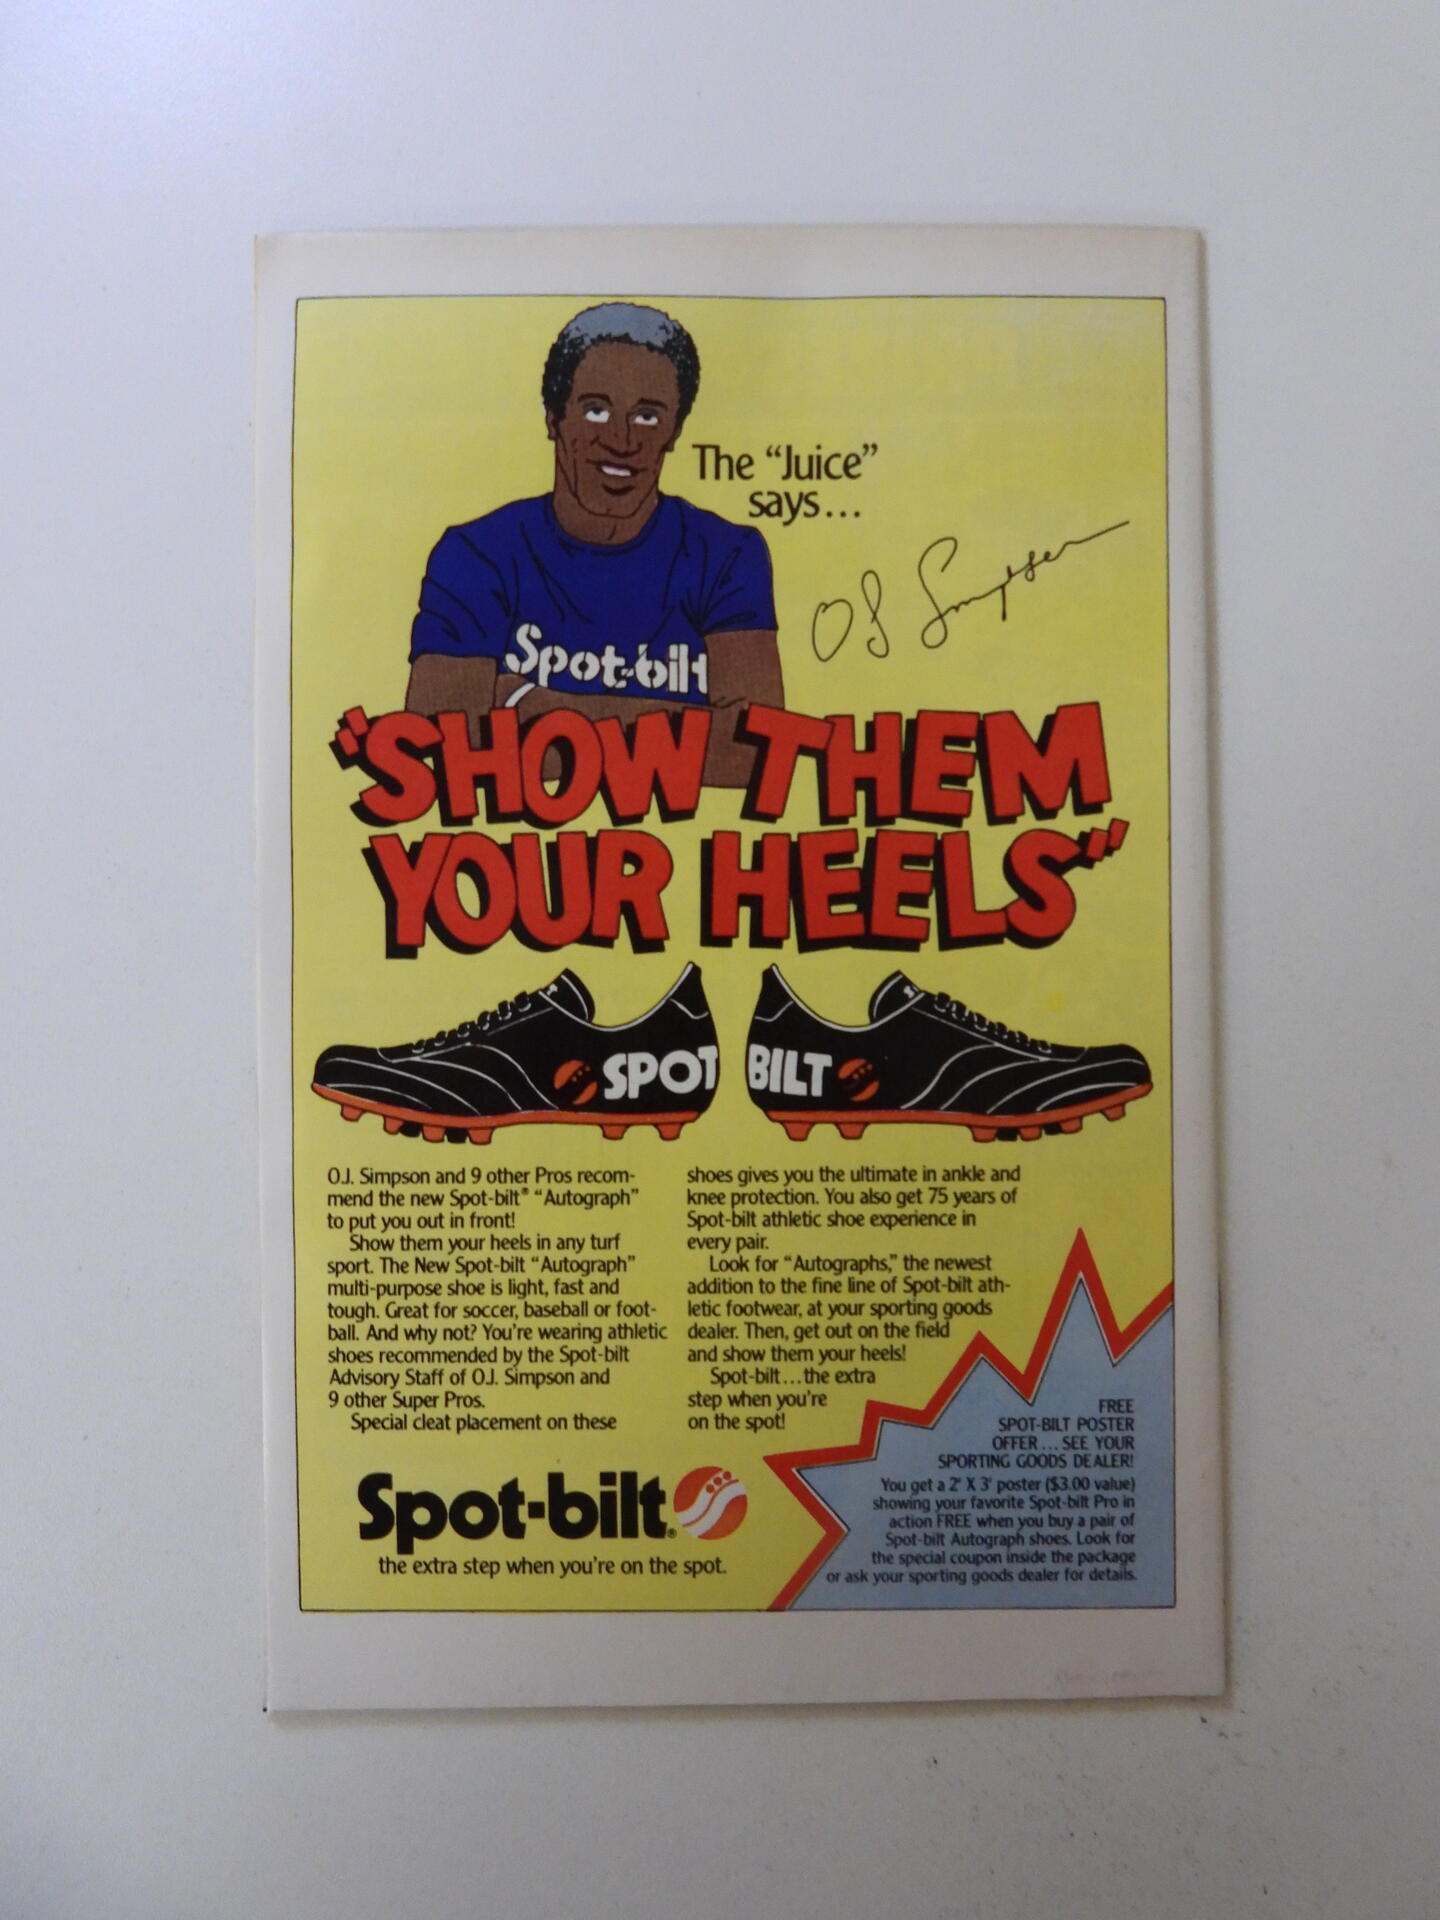 The "Juice"
says...
OJ Simpson
Spot-bilt
"SHOW THEM
YOUR HEELS"
SPOT BILT
O.J. Simpson and 9 other Pros recom-
mend the new Spot-bilt® "Autograph"
to put you out in front!
Show them your heels in any turf
sport. The New Spot-bilt "Autograph"
multi-purpose shoe is light, fast and
tough. Great for soccer, baseball or foot-
ball. And why not? You're wearing athletic
shoes recommended by the Spot-bilt
Advisory Staff of O.J. Simpson and
9 other Super Pros.
Special cleat placement on these
shoes gives you the ultimate in ankle and
knee protection. You also get 75 years of
Spot-bilt athletic shoe experience in
every pair.
Look for "Autographs," the newest
addition to the fine line of Spot-bilt ath-
letic footwear, at your sporting goods
dealer. Then, get out on the field
and show them your heels!
Spot-bilt...the extra
step when you're
on the spot!
Spot-bilt®
the extra step when you're on the spot.
FREE
SPOT-BILT POSTER
OFFER...SEE YOUR
SPORTING GOODS DEALER!
You get a 2' X 3' poster ($3.00 value)
showing your favorite Spot-bilt Pro in
action FREE when you buy a pair of
Spot-bilt Autograph shoes. Look for
the special coupon inside the package
or ask your sporting goods dealer for details.